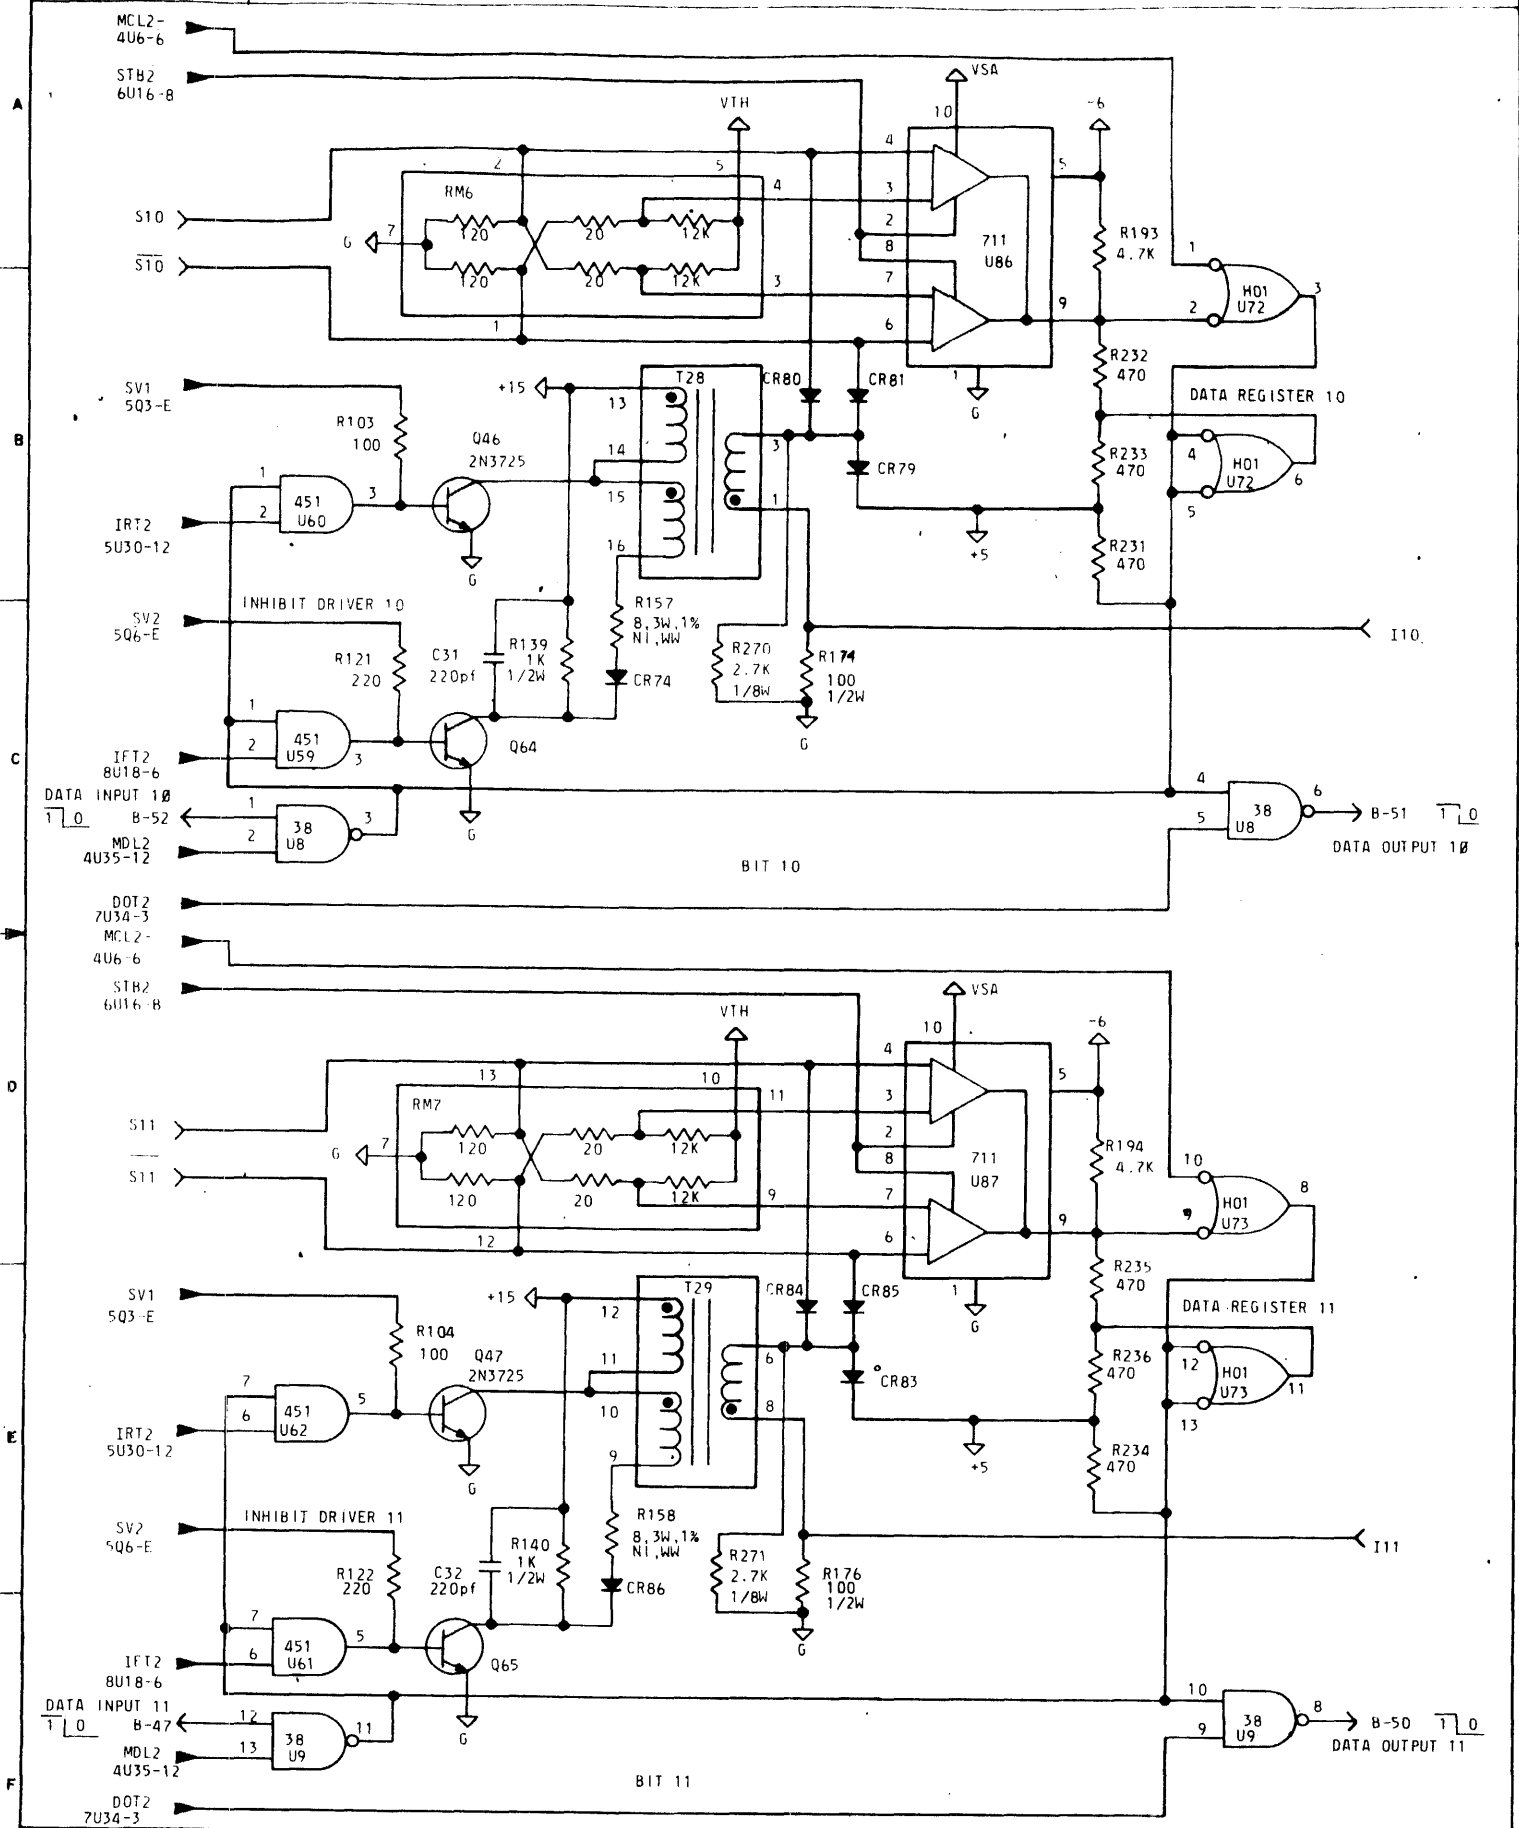 MCL2-
4U6-6
STB2
6U16-8
VSA
A
VTH
10
-6
4
5
2
5
4
3
RM6
S10
7
120
20
12K
2
R193
4.7K
1
G
711
U86
8
S10
120
20
12K
3
7
9
H01
U72
3
2
1
6
R232
470
SV1
5Q3-E
+15
T28
CR80
CR81
1
G
DATA REGISTER 10
13
R103
100
B
Q46
2N3725
14
3
R233
470
4
H01
U72
6
CR79
1
451
U60
3
15
1
5
IRT2
5U30-12
2
16
+5
R231
470
G
INHIBIT DRIVER 10
SV2
5Q6-E
R157
8,3W,1%
NI,WW
R139
1K
1/2W
C31
220pf
R121
220
R270
2.7K
1/8W
R174
100
1/2W
I10
CR74
1
451
U59
3
Q64
G
C
IFT2
8U18-6
2
DATA INPUT 10
1 0
B-52
1
38
U8
3
G
4
38
U8
6
B-51
1 0
5
MDL2
4U35-12
2
DATA OUTPUT 10
BIT 10
DOT2
7U34-3
MCL2-
4U6-6
STB2
6U16-8
VSA
VTH
10
-6
4
5
13
10
11
3
D
RM7
S11
7
120
20
12K
2
R194
4.7K
10
G
711
U87
8
S11
120
20
12K
9
7
9
H01
U73
8
9
12
6
R235
470
SV1
5Q3-E
+15
T29
CR84
CR85
1
G
DATA REGISTER 11
12
R104
100
Q47
2N3725
11
6
R236
470
12
H01
U73
11
CR83
7
451
U62
5
10
8
13
E
IRT2
5U30-12
6
9
+5
R234
470
G
INHIBIT DRIVER 11
SV2
5Q6-E
R158
8,3W,1%
NI,WW
R140
1K
1/2W
C32
220pf
R122
220
R271
2.7K
1/8W
R176
100
1/2W
I11
CR86
7
451
U61
5
Q65
G
IFT2
8U18-6
6
DATA INPUT 11
1 0
B-47
12
38
U9
11
G
10
38
U9
8
B-50
1 0
9
MDL2
4U35-12
13
DATA OUTPUT 11
F
BIT 11
DOT2
7U34-3